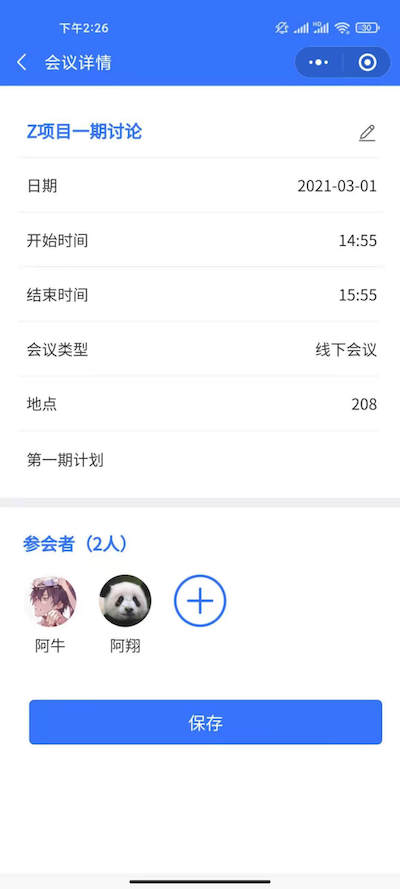 下午2:26
会议详情
Z项目一期讨论
日期 2021-03-01
开始时间 14:55
结束时间 15:55
会议类型 线下会议
地点 208
第一期计划
参会者（2人）
阿牛 阿翔
保存